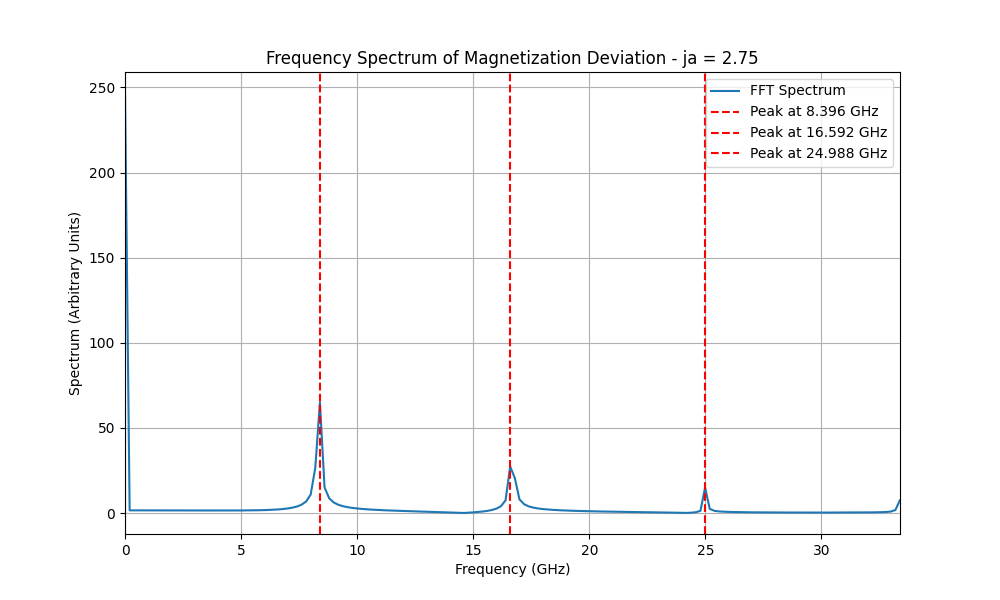 Frequency Spectrum of Magnetization Deviation - ja = 2.75
FFT Spectrum
Peak at 8.396 GHz
Peak at 16.592 GHz
Peak at 24.988 GHz
Spectrum (Arbitrary Units)
250
200
150
100
50
0
0 5 10 15 20 25 30
Frequency (GHz)